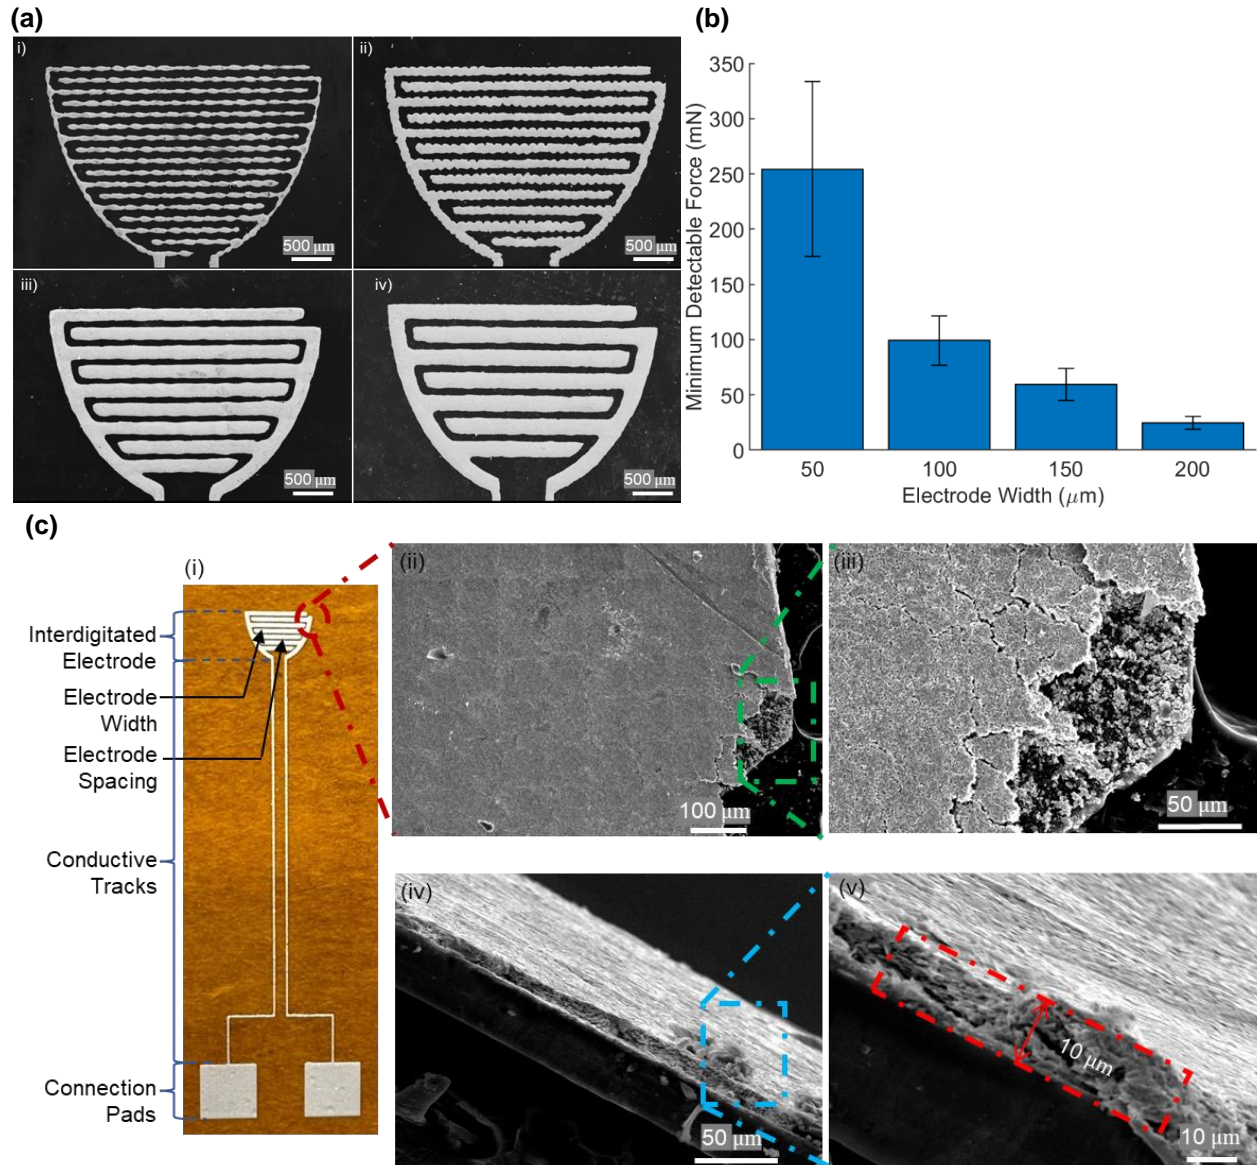 (a)
i)
500 μm
ii)
500 μm
iii)
500 μm
iv)
500 μm
(b)
Minimum Detectable Force (mN)
350
300
250
200
150
100
50
0
50 100 150 200
Electrode Width (μm)
(c)
(i)
Interdigitated
Electrode
Electrode
Width
Electrode
Spacing
Conductive
Tracks
Connection
Pads
(ii)
100 μm
(iii)
50 μm
(iv)
50 μm
(v)
10 μm
10 μm